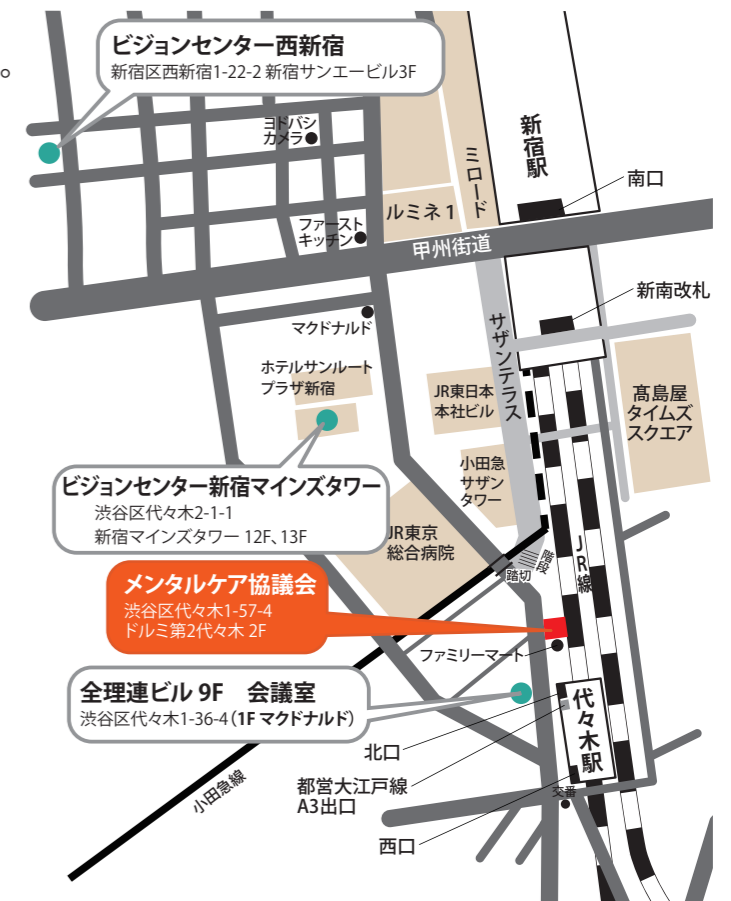 。
ビジョンセンター西新宿
新宿区西新宿1-22-2 新宿サンエービル3F
ヨドバシ
カメラ
ミロード
新宿駅
南口
ルミネ 1
ファースト
キッチン
甲州街道
新南改札
マクドナルド
サザンテラス
ホテルサンルート
プラザ新宿
JR東日本
本社ビル
髙島屋
タイムズ
スクエア
小田急
サザン
タワー
ビジョンセンター新宿マインズタワー
渋谷区代々木2-1-1
新宿マインズタワー 12F、13F
JR東京
総合病院
JR線
階段
踏切
メンタルケア協議会
渋谷区代々木1-57-4
ドルミ第2代々木 2F
ファミリーマート
全理連ビル 9F 会議室
渋谷区代々木1-36-4(1F マクドナルド)
代々木駅
北口
小田急線
都営大江戸線
A3出口
交番
西口